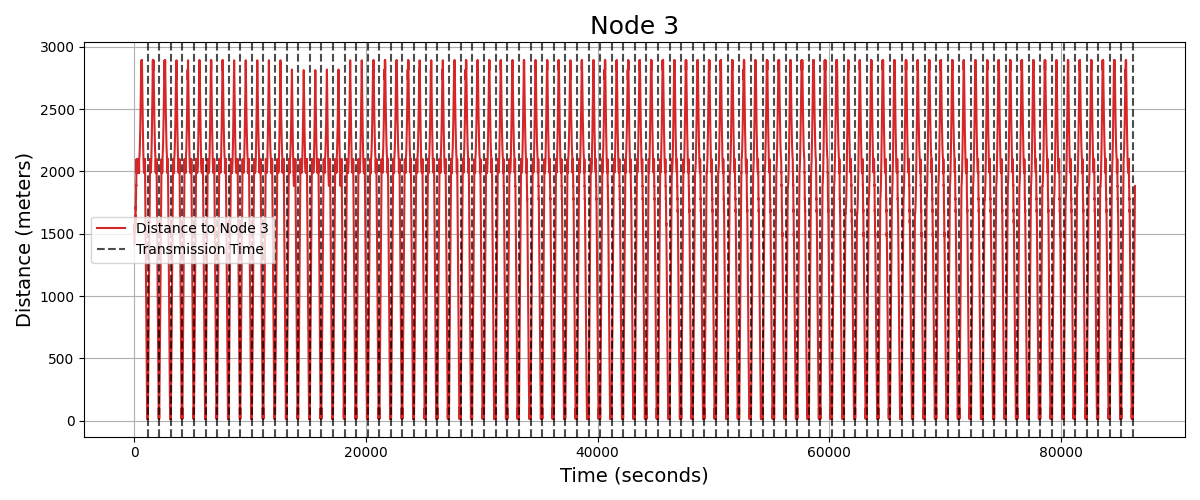 Node 3
Distance (meters)
3000
2500
2000
1500
1000
500
0
Distance to Node 3
Transmission Time
0
20000
40000
60000
80000
Time (seconds)